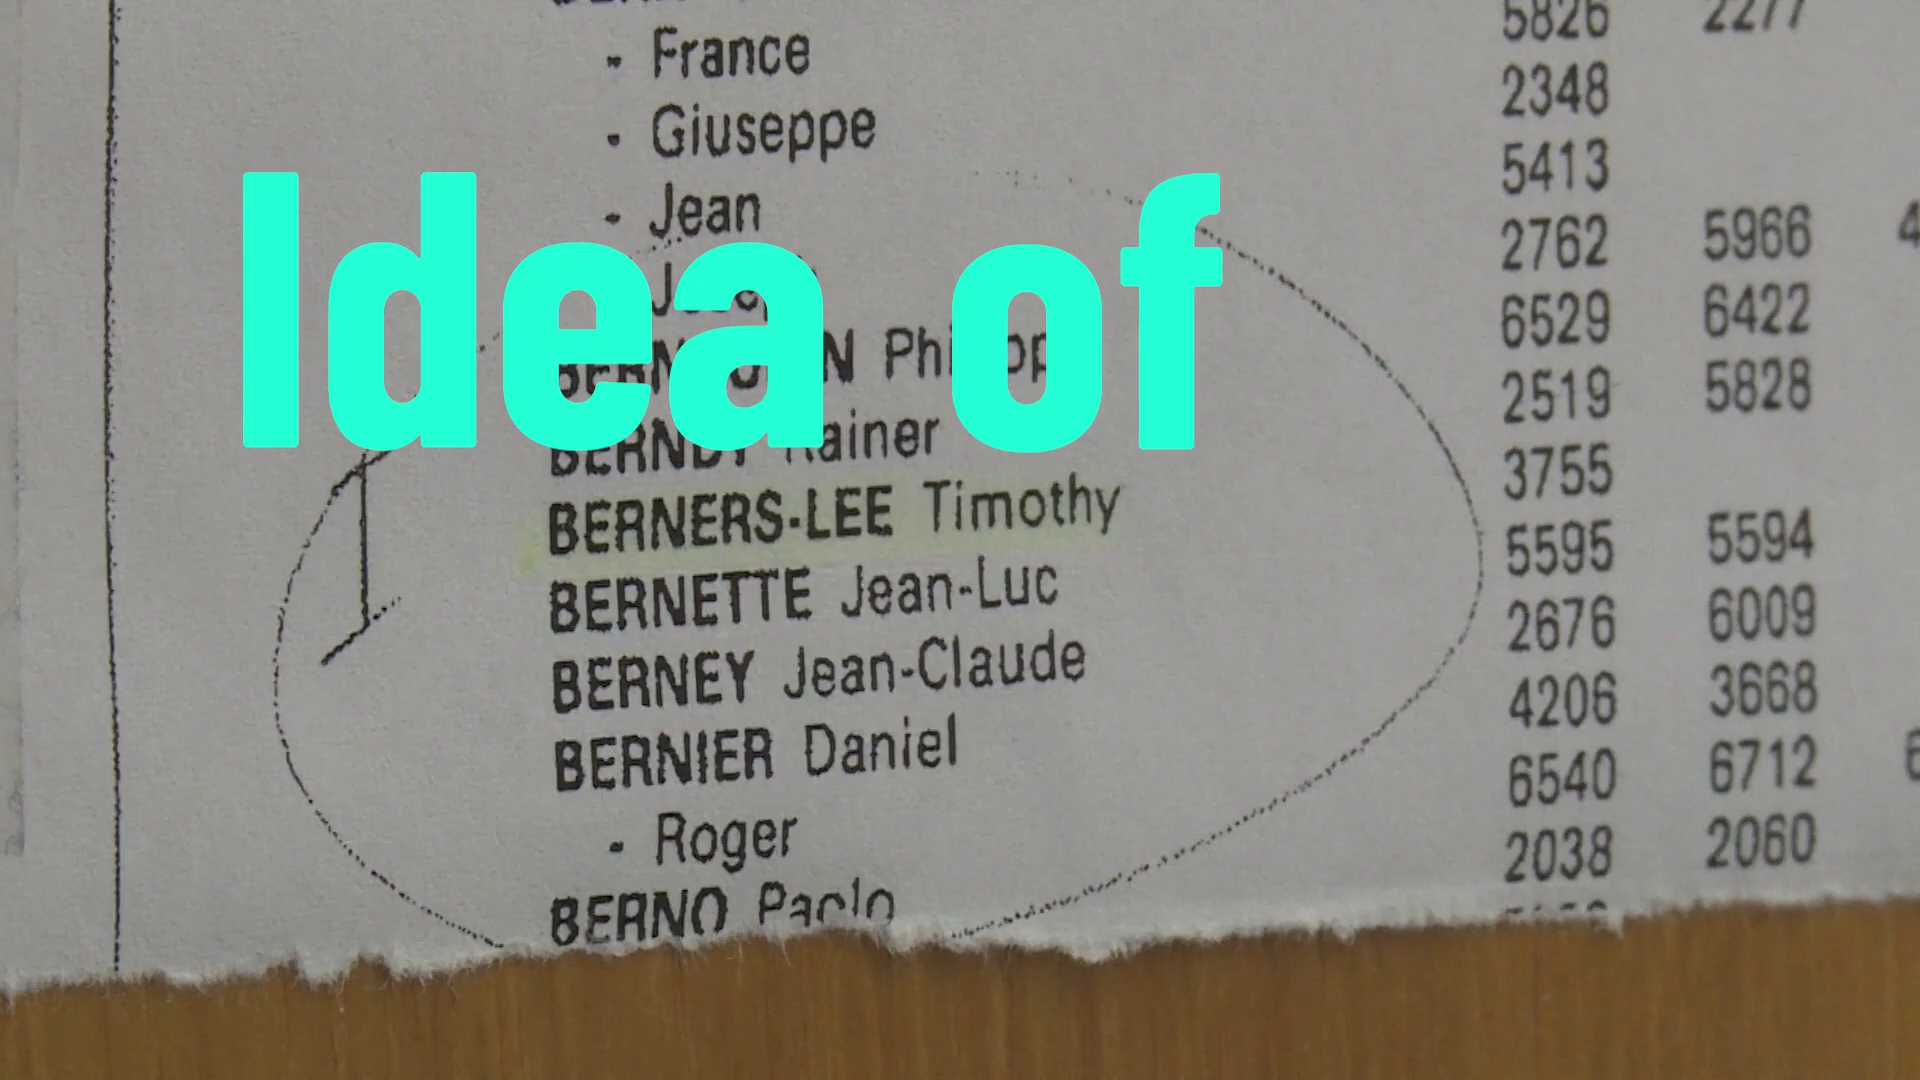 5826 2277
- France 2348
- Giuseppe 5413
- Jean 2762 5966
6529 6422
Idea of
2519 5828
Rainer 3755
BERNERS-LEE Timothy 5595 5594
BERNETTE Jean-Luc 2676 6009
BERNEY Jean-Claude 4206 3668
BERNIER Daniel 6540 6712
- Roger 2038 2060
BERNO Paolo